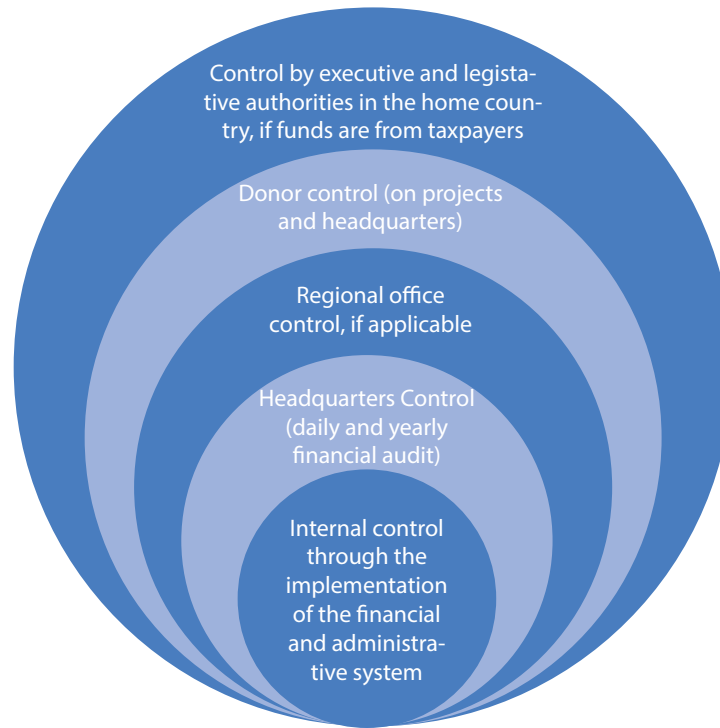 Control by executive and legista-
tive authorities in the home coun-
try, if funds are from taxpayers
Donor control (on projects
and headquarters)
Regional office
control, if applicable
Headquarters Control
(daily and yearly
financial audit)
Internal control
through the
implementation
of the financial
and administra-
tive system